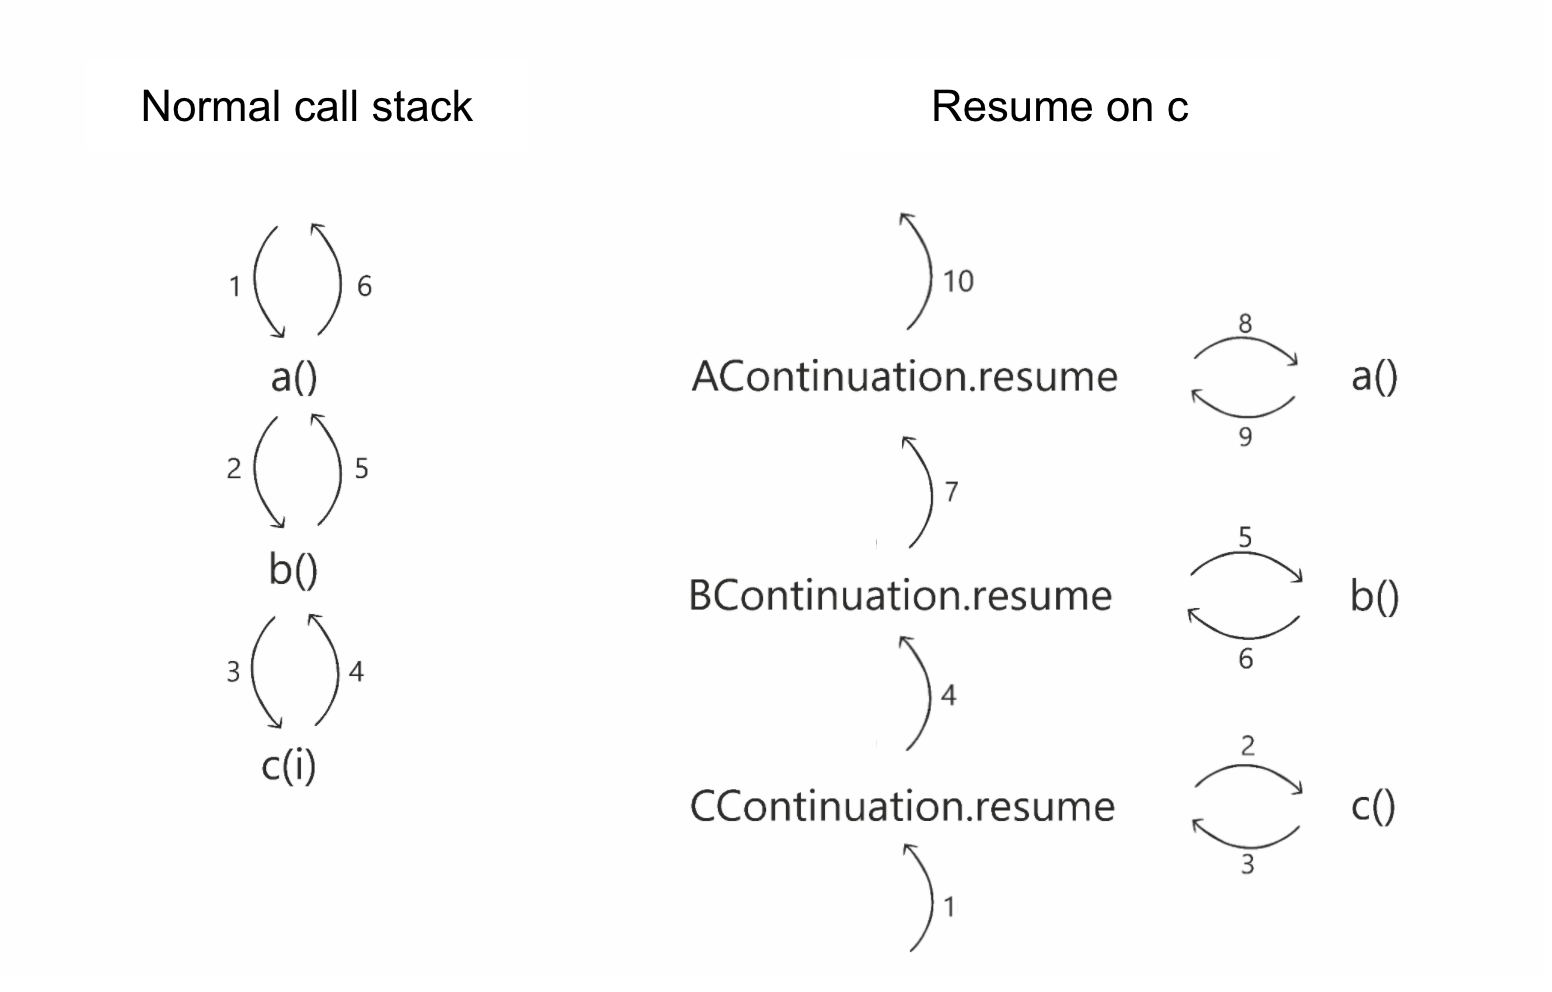 Normal call stack
1
6
a()
2
5
b()
3
4
c(i)
Resume on c
10
AContinuation.resume
8
9
a()
7
BContinuation.resume
5
6
b()
4
CContinuation.resume
2
3
c()
1